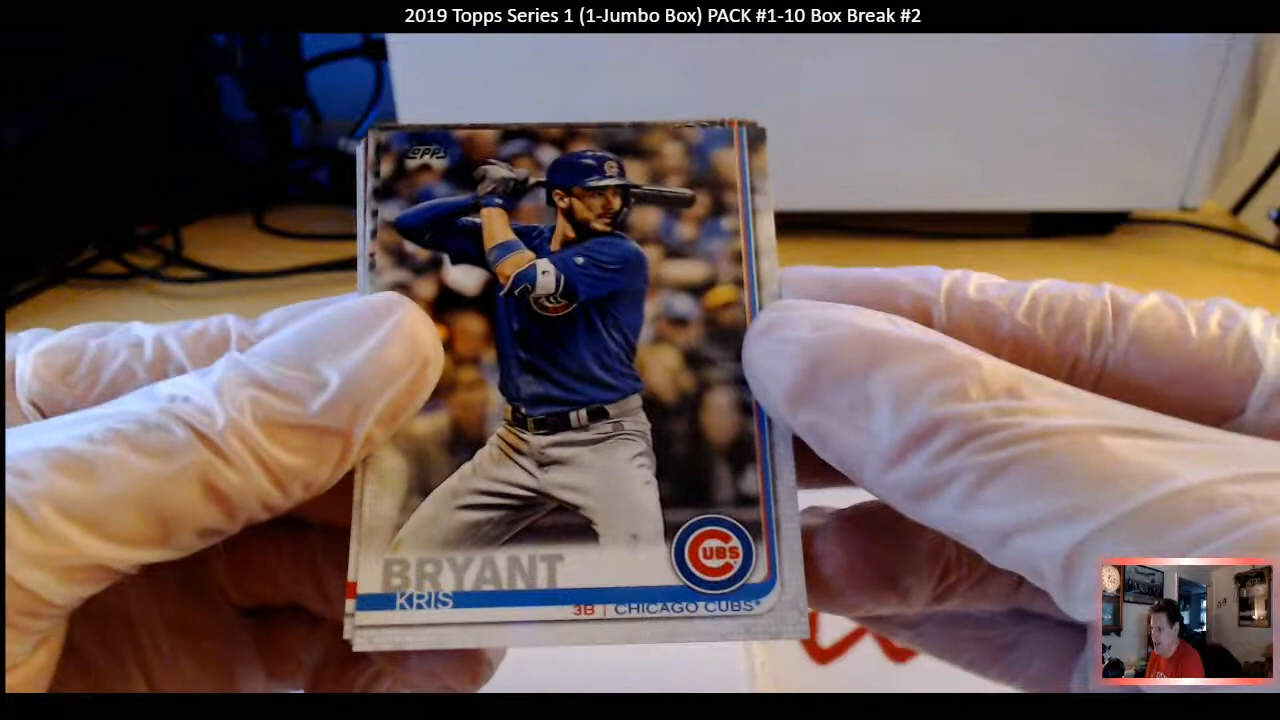 2019 Topps Series 1 (1-Jumbo Box) PACK #1-10 Box Break #2
TOPPS
CUBS
BRYANT
KRIS
3B | CHICAGO CUBS